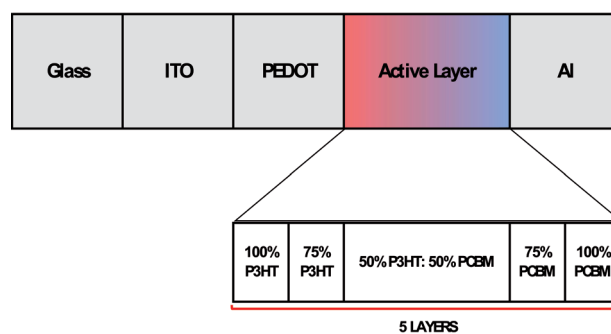 Glass ITO PEDOT Active Layer Al
100% 75% 50% P3HT: 50% PCBM 75% 100%
P3HT P3HT PCBM PCBM
5 LAYERS